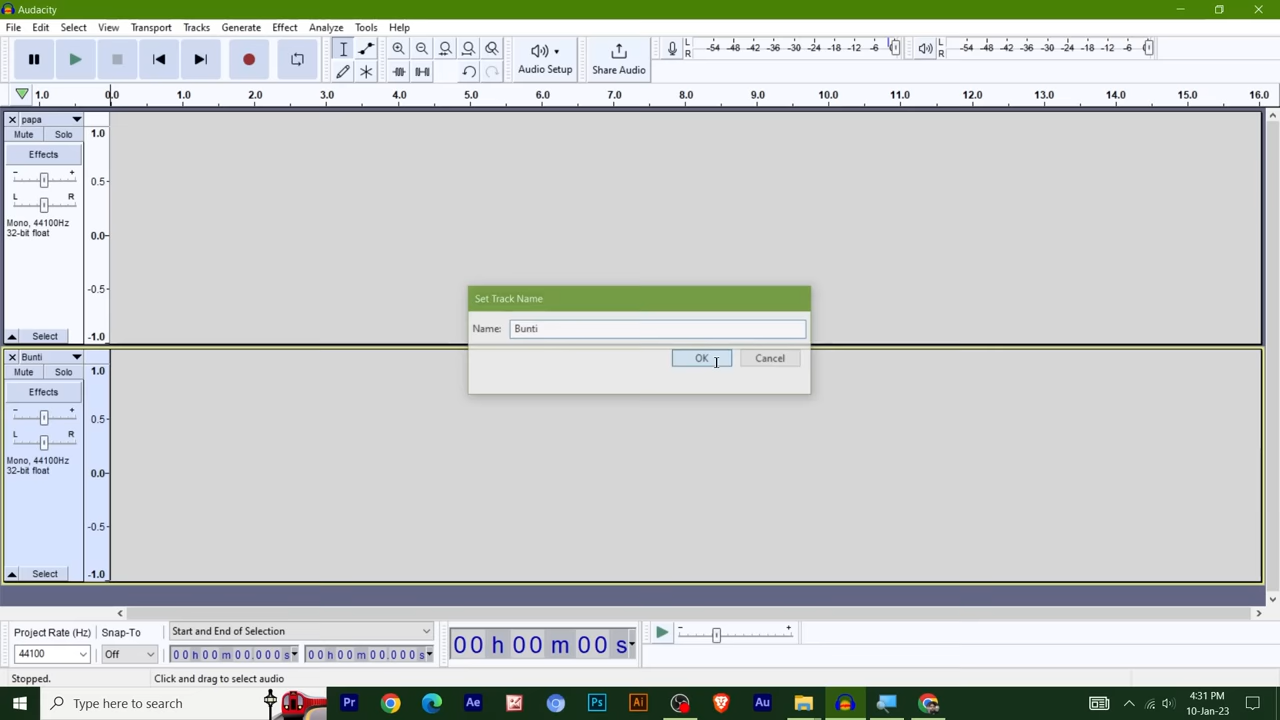 Audacity
File Edit Select View Transport Tracks Generate Effect Analyze Tools Help
Audio Setup
Share Audio
L R -54 -48 -42 -36 -30 -24 -18 -12 -6
L R -54 -48 -42 -36 -30 -24 -18 -12 -6
1.0 0.0 1.0 2.0 3.0 4.0 5.0 6.0 7.0 8.0 9.0 10.0 11.0 12.0 13.0 14.0 15.0 16.0
papa
Mute Solo
Effects
- +
L R
Mono, 44100Hz
32-bit float
Select
1.0
0.5
0.0
-0.5
-1.0
Set Track Name
Name: Bunti
OK Cancel
Bunti
Mute Solo
Effects
- +
L R
Mono, 44100Hz
32-bit float
Select
1.0
0.5
0.0
-0.5
-1.0
Project Rate (Hz) Snap-To Start and End of Selection
44100 Off 00 h 00 m 00.000 s 00 h 00 m 00.000 s
00 h 00 m 00 s
- +
Stopped. Click and drag to select audio
Type here to search
Pr Ae Ps Ai Au
4:31 PM
10-Jan-23